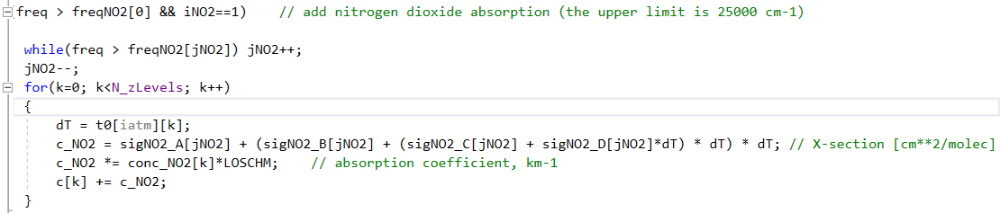 freq > freqNO2[0] && iNO2==1)    // add nitrogen dioxide absorption (the upper limit is 25000 cm-1)
while(freq > freqNO2[jNO2]) jNO2++;
jNO2--;
for(k=0; k<N_zLevels; k++)
{
    dT = t0[iatm][k];
    c_NO2 = sigNO2_A[jNO2] + (sigNO2_B[jNO2] + (sigNO2_C[jNO2] + sigNO2_D[jNO2]*dT) * dT) * dT; // X-section [cm**2/molec]
    c_NO2 *= conc_NO2[k]*LOSCHM;    // absorption coefficient, km-1
    c[k] += c_NO2;
}